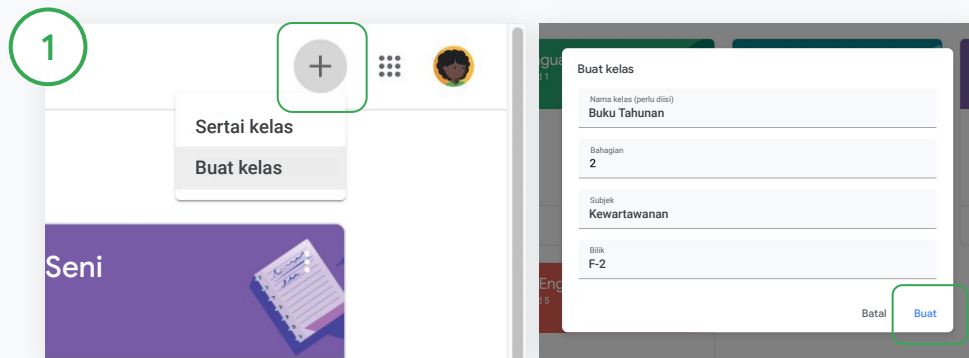 1
Sertai kelas
Buat kelas
Seni
Buat kelas
Nama kelas (perlu diisi)
Buku Tahunan
Bahagian
2
Subjek
Kewartawanan
Bilik
F-2
Batal
Buat